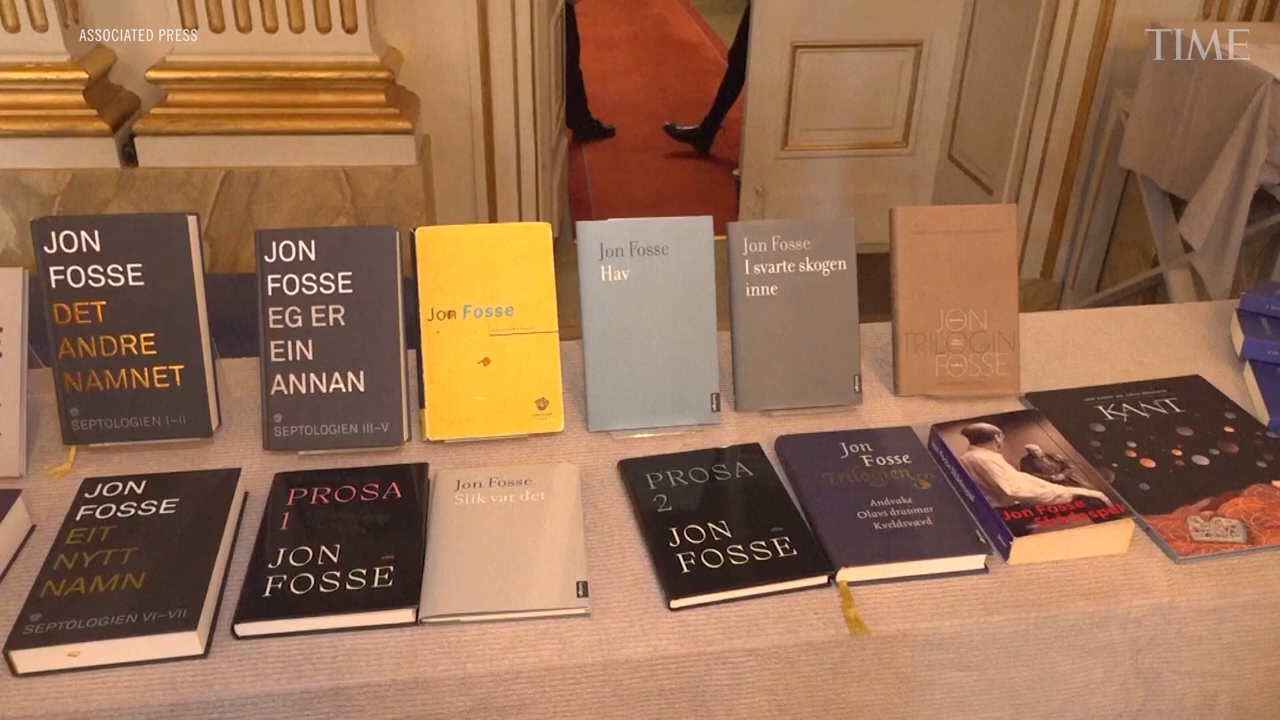 ASSOCIATED PRESS
TIME
JON
FOSSE
DET
ANDRE
NAMNET
SEPTOLOGIEN I–II
JON
FOSSE
EG ER
EIN
ANNAN
SEPTOLOGIEN III–V
Jon Fosse
Jon Fosse
Hav
Jon Fosse
I svarte skogen
inne
JON
TRILOGIN
FOSSE
JON
FOSSE
EIT
NYTT
NAMN
SEPTOLOGIEN VI–VII
PROSA
1
JON
FOSSE
Jon Fosse
Slik var det
PROSA
2
JON
FOSSE
Jon
Fosse
Trilogien
Andvake
Olavs draumar
Kveldsvævd
Jon Fosse
KANT